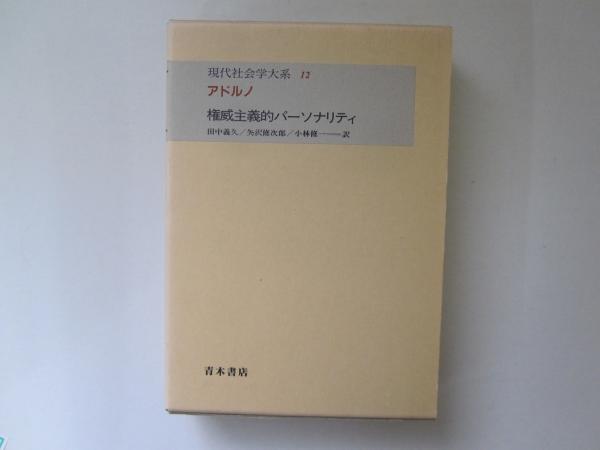 現代社会学大系 12
アドルノ
権威主義的パーソナリティ
田中義久/矢沢修次郎/小林修一——訳
青木書店